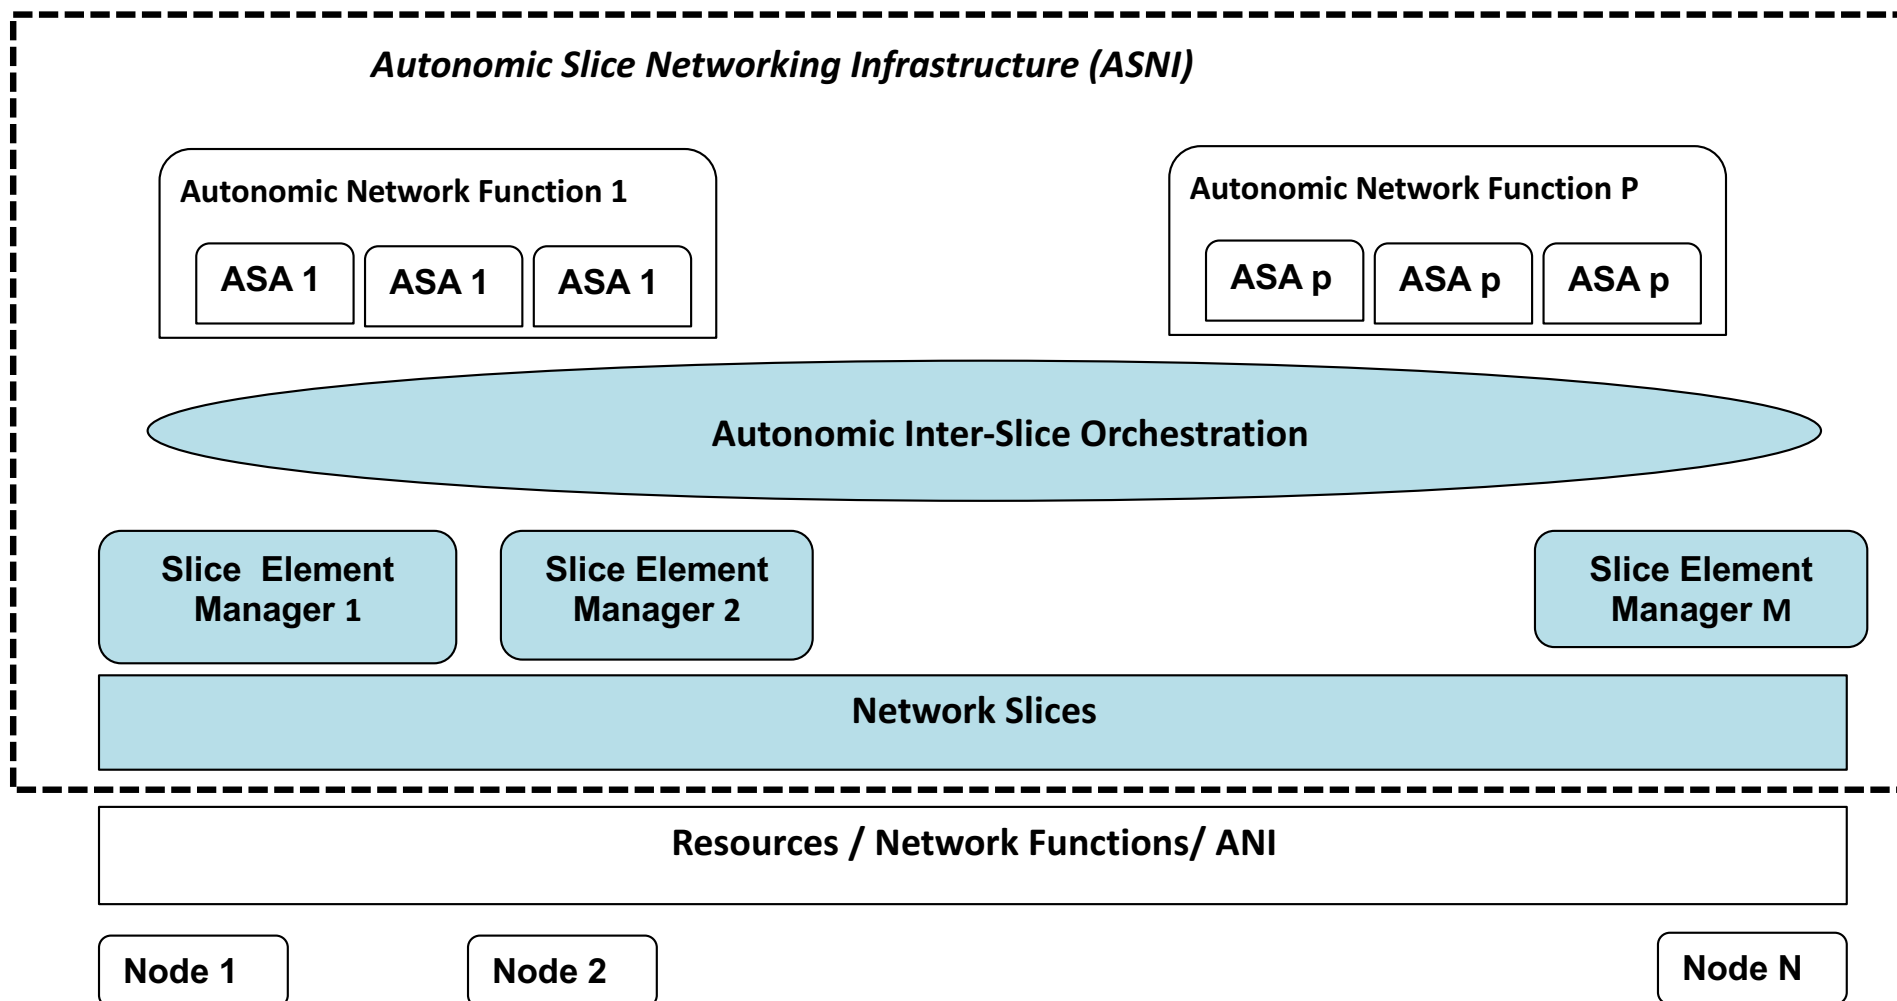 Autonomic Slice Networking Infrastructure (ASNI)
Autonomic Network Function 1
ASA 1 ASA 1 ASA 1
Autonomic Network Function P
ASA p ASA p ASA p
Autonomic Inter-Slice Orchestration
Slice Element
Manager 1
Slice Element
Manager 2
Slice Element
Manager M
Network Slices
Resources / Network Functions/ ANI
Node 1
Node 2
Node N